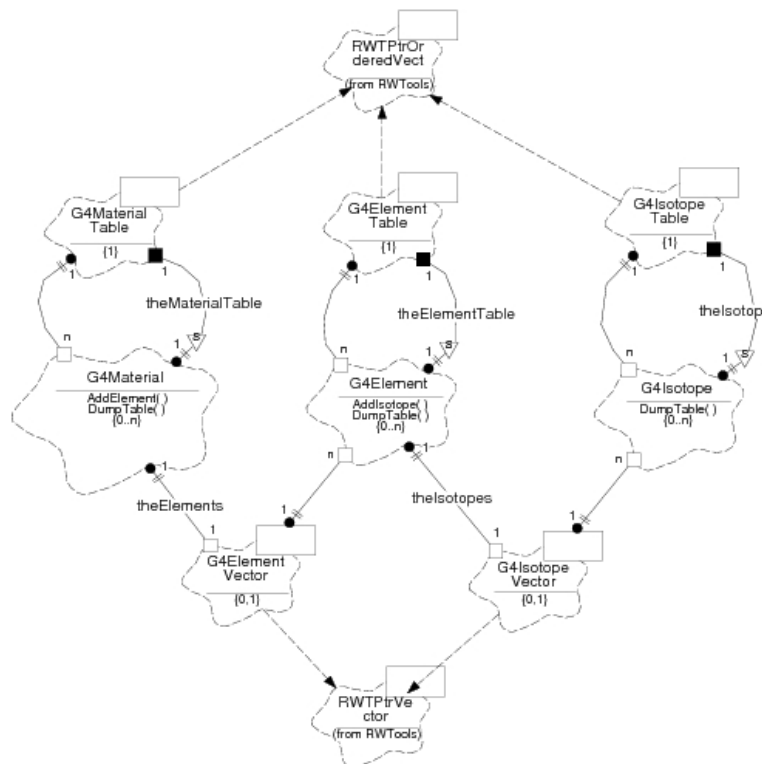 RWTPtrOr
deredVect
(from RWTools)
G4Material
Table
{1}
G4Element
Table
{1}
G4Isotope
Table
{1}
1
1
1
1
1
1
theMaterialTable
theElementTable
theIsotop
n
1
S
n
1
S
n
1
S
G4Material
AddElement( )
DumpTable( )
{0..n}
G4Element
AddIsotope( )
DumpTable( )
{0..n}
G4Isotope
DumpTable( )
{0..n}
1
n
1
n
theElements
theIsotopes
1
1
1
1
G4Element
Vector
{0,1}
G4Isotope
Vector
{0,1}
RWTPtrVe
ctor
(from RWTools)